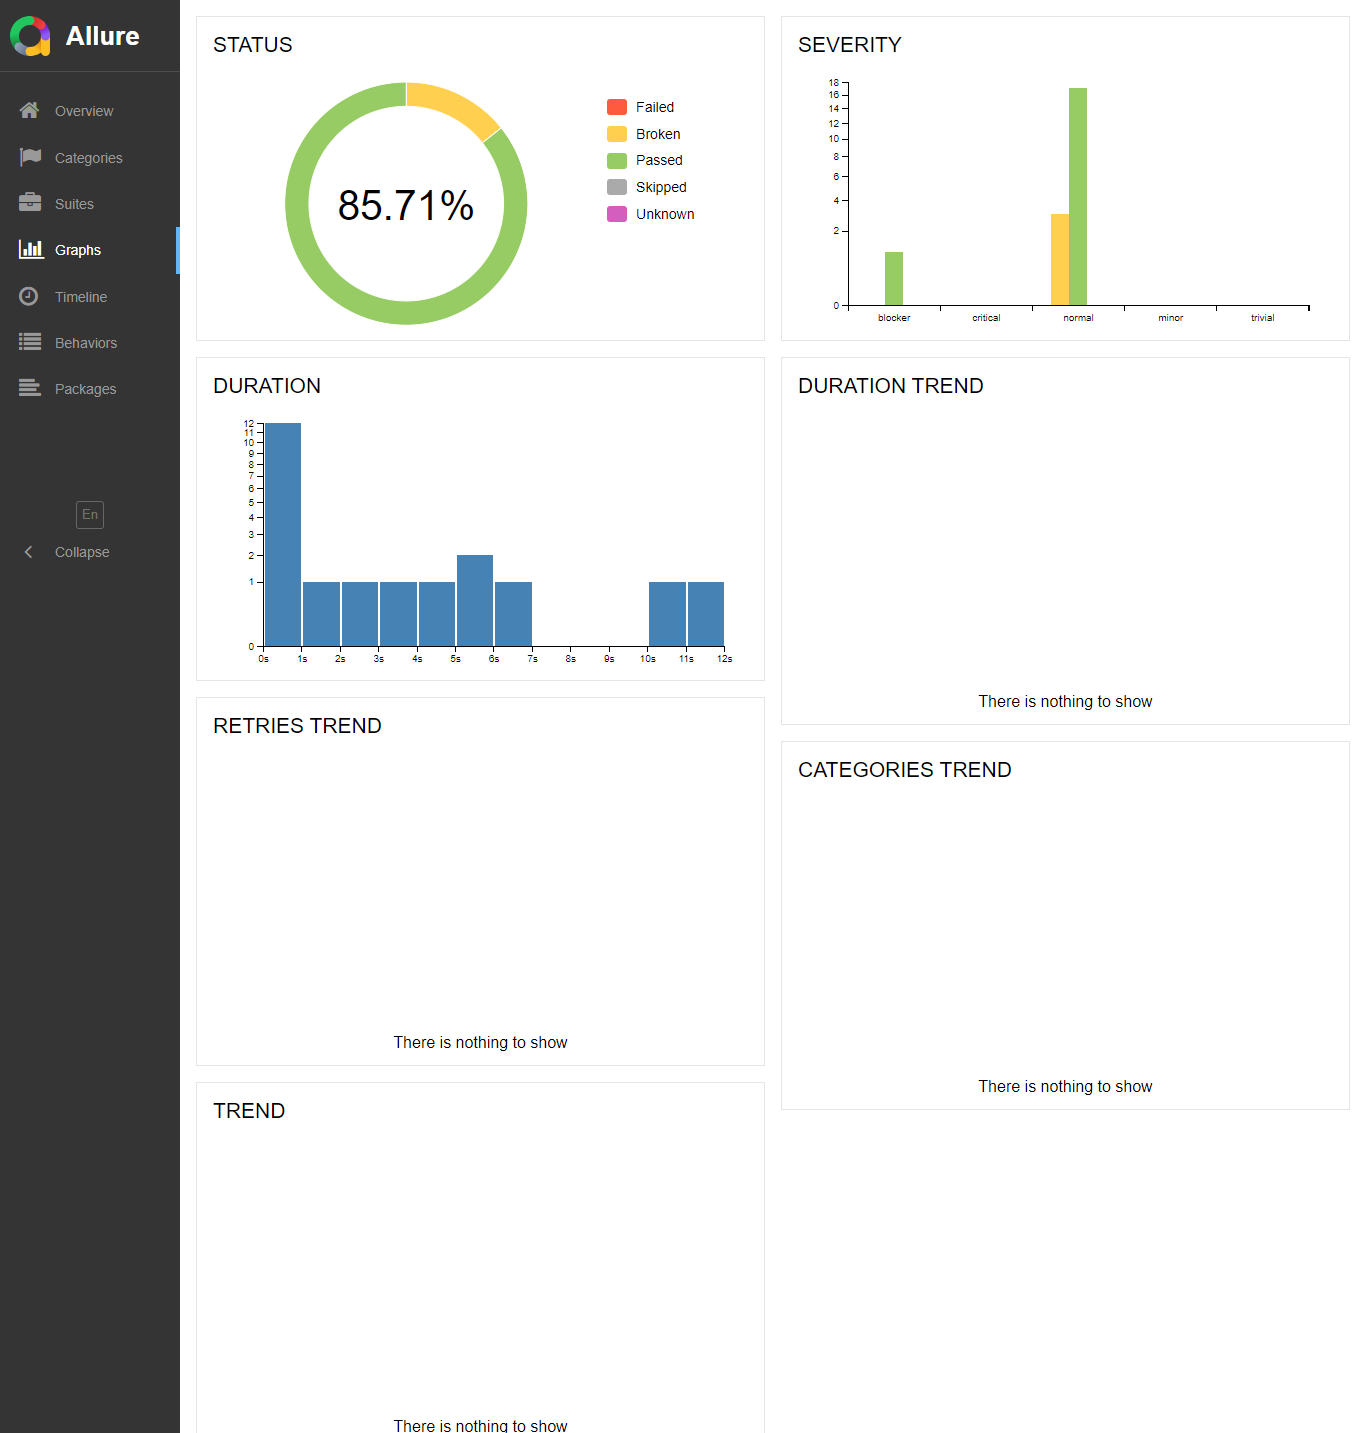 Allure
Overview
Categories
Suites
Graphs
Timeline
Behaviors
Packages
En
Collapse
STATUS
85.71%
Failed
Broken
Passed
Skipped
Unknown
SEVERITY
18
16
14
12
10
8
6
4
2
0
blocker critical normal minor trivial
DURATION
12
11
10
9
8
7
6
5
4
3
2
1
0
0s 1s 2s 3s 4s 5s 6s 7s 8s 9s 10s 11s 12s
DURATION TREND
There is nothing to show
RETRIES TREND
There is nothing to show
CATEGORIES TREND
There is nothing to show
TREND
There is nothing to show